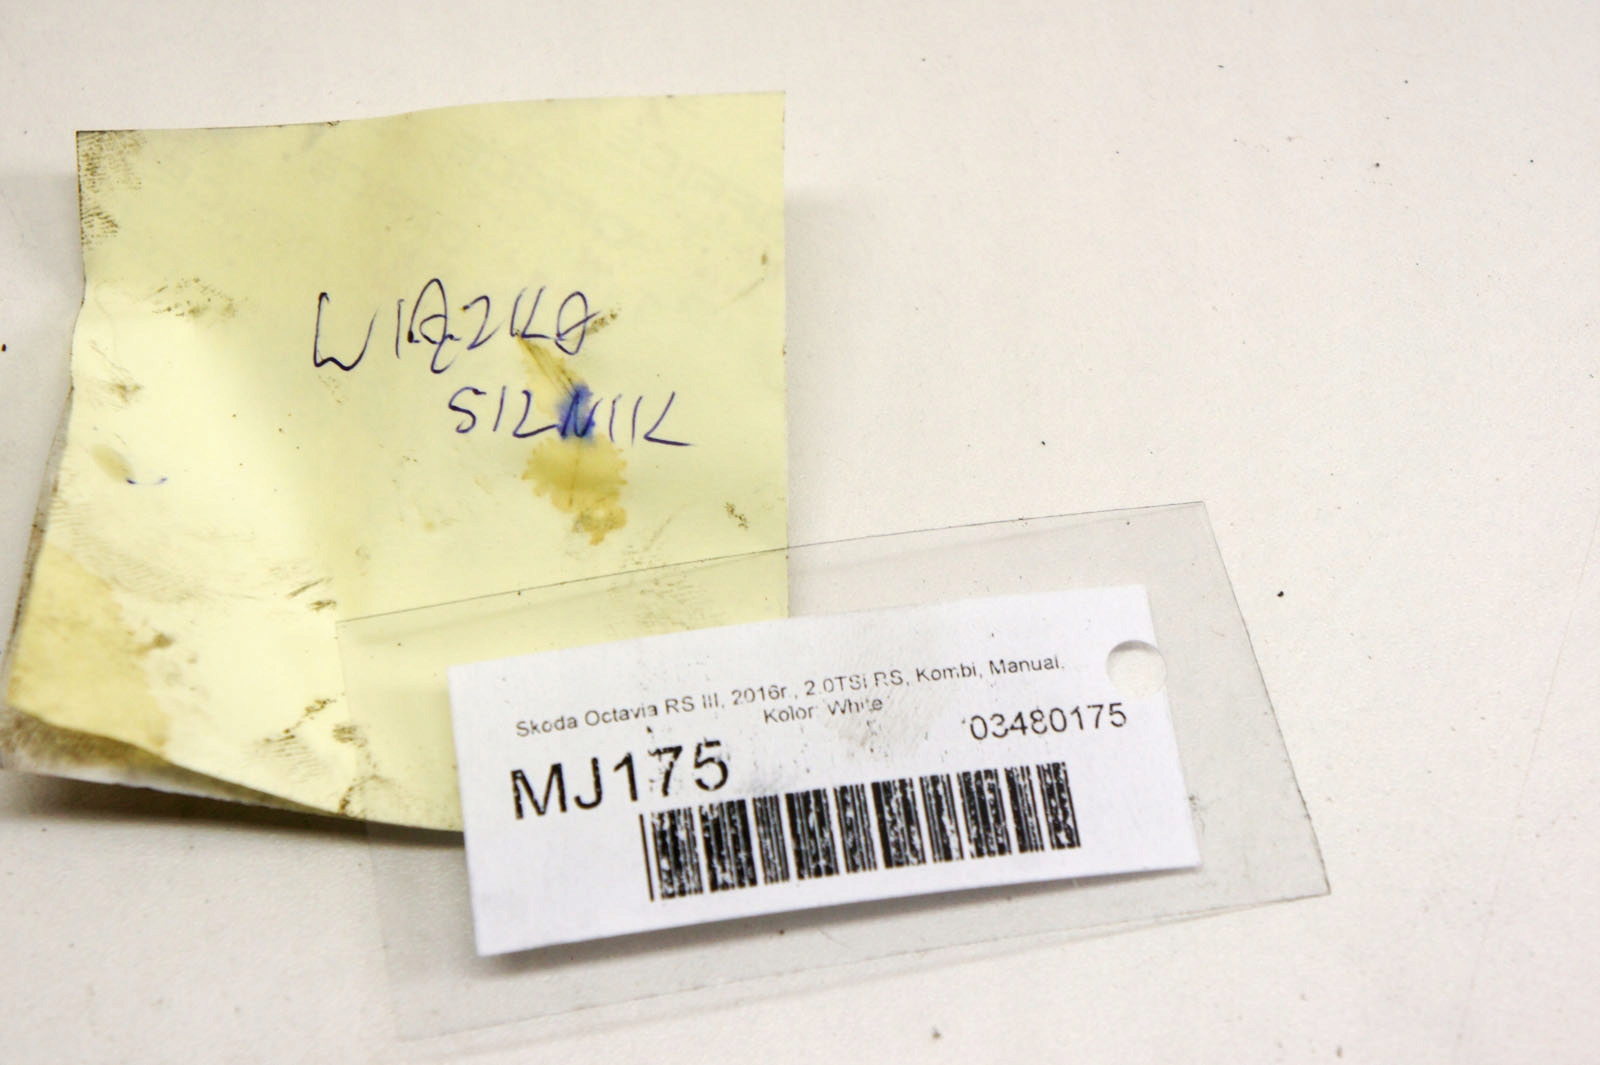 WIĄZKA
SILNIK
Skoda Octavia RS III, 2016r., 2.0TSi RS, Kombi, Manual,
Kolor: White
03480175
MJ175